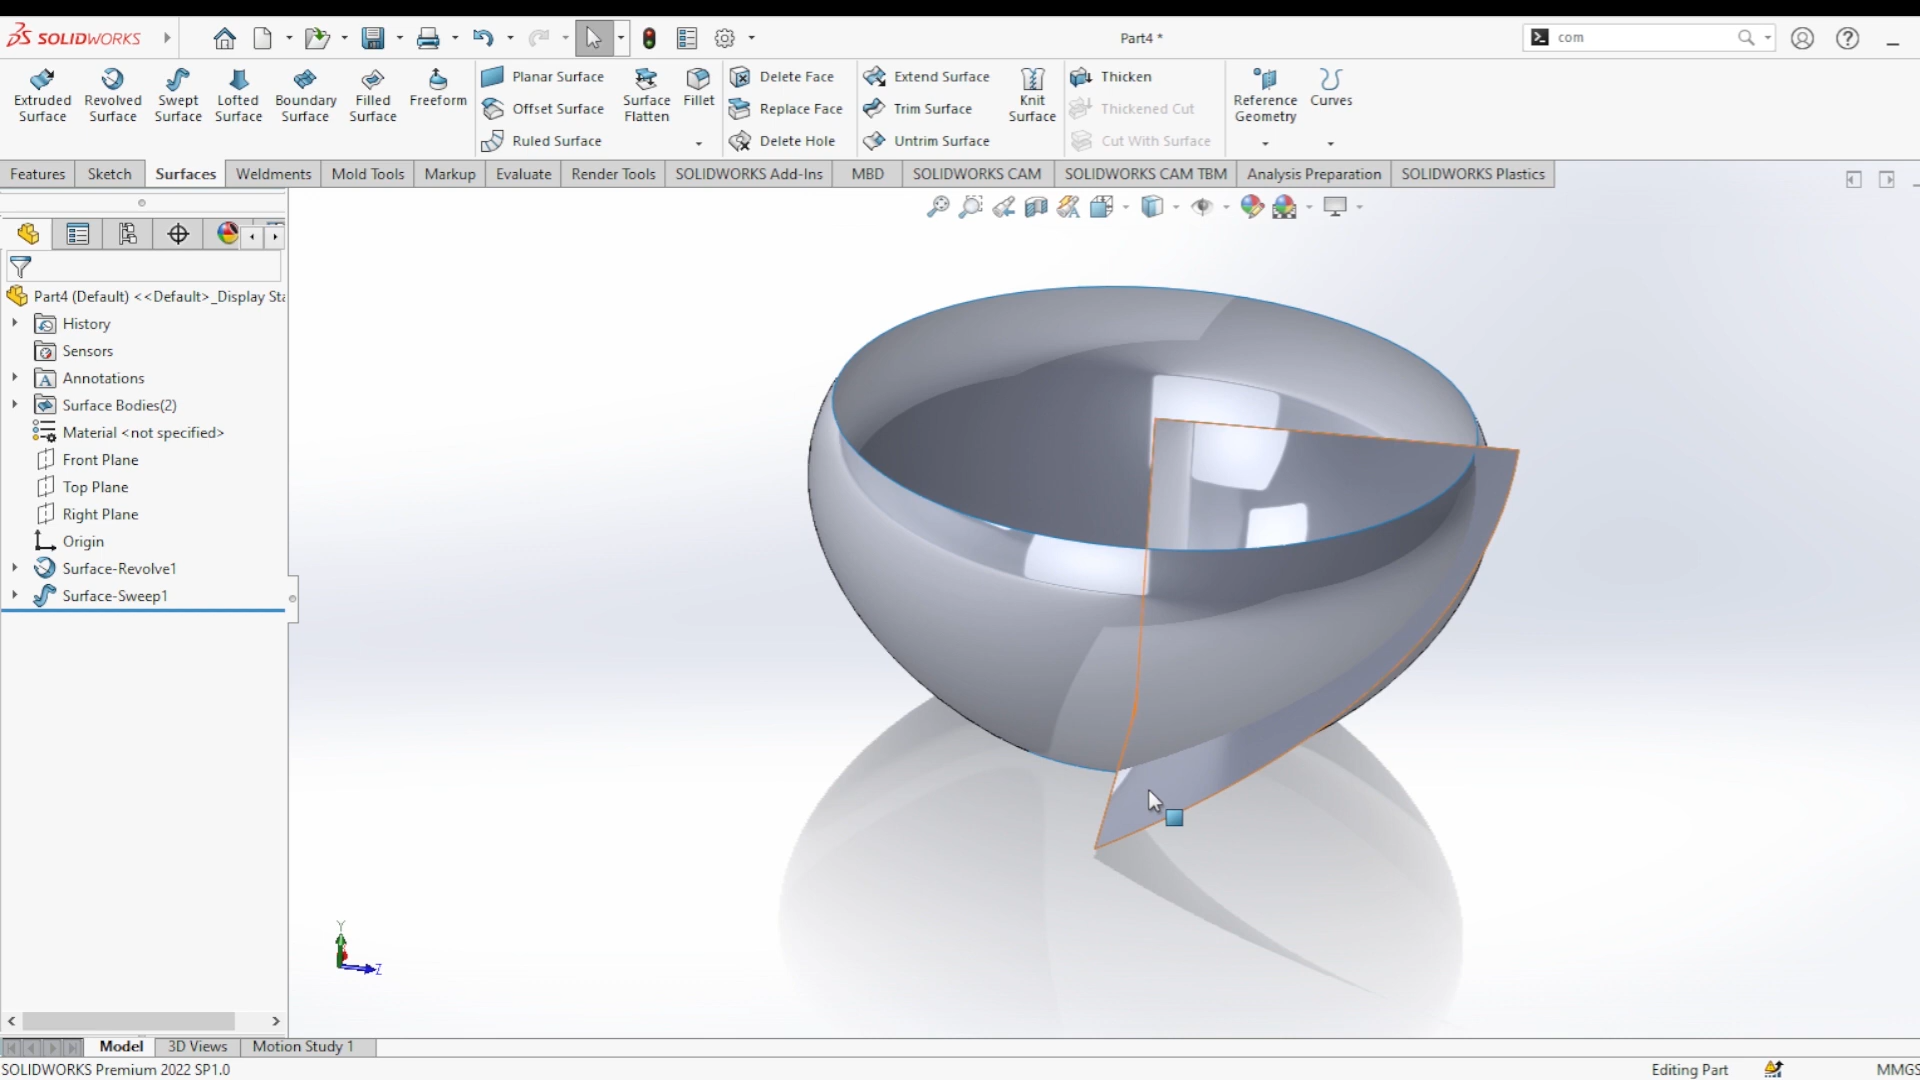 SOLIDWORKS
Part4 *
com
Extruded Surface
Revolved Surface
Swept Surface
Lofted Surface
Boundary Surface
Filled Surface
Freeform
Planar Surface
Offset Surface
Ruled Surface
Surface Flatten
Fillet
Delete Face
Replace Face
Delete Hole
Extend Surface
Trim Surface
Untrim Surface
Knit Surface
Thicken
Thickened Cut
Cut With Surface
Reference Geometry
Curves
Features
Sketch
Surfaces
Weldments
Mold Tools
Markup
Evaluate
Render Tools
SOLIDWORKS Add-Ins
MBD
SOLIDWORKS CAM
SOLIDWORKS CAM TBM
Analysis Preparation
SOLIDWORKS Plastics
Part4 (Default) <<Default>_Display Sta
History
Sensors
Annotations
Surface Bodies(2)
Material <not specified>
Front Plane
Top Plane
Right Plane
Origin
Surface-Revolve1
Surface-Sweep1
Y
Z
Model
3D Views
Motion Study 1
SOLIDWORKS Premium 2022 SP1.0
Editing Part
MMGS